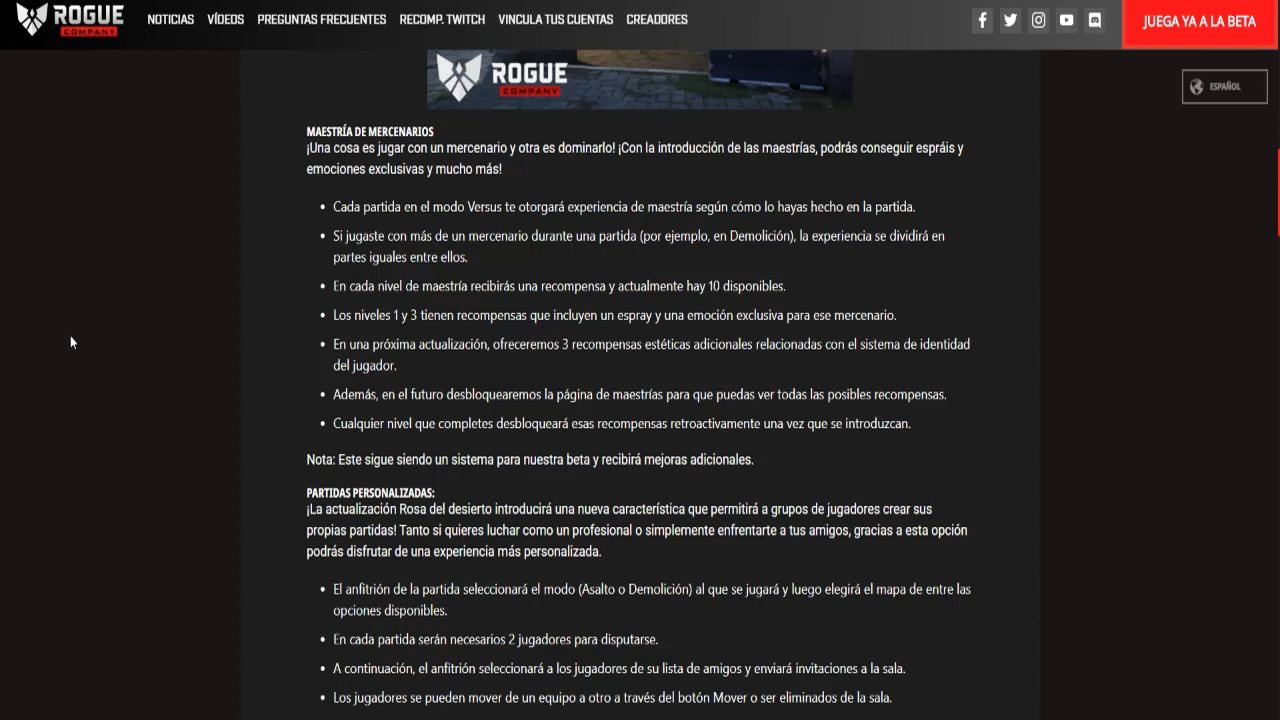 ROGUE
COMPANY
NOTICIAS VÍDEOS PREGUNTAS FRECUENTES RECOMP. TWITCH VINCULA TUS CUENTAS CREADORES
JUEGA YA A LA BETA
ESPAÑOL
ROGUE
COMPANY
MAESTRÍA DE MERCENARIOS
¡Una cosa es jugar con un mercenario y otra es dominarlo! ¡Con la introducción de las maestrías, podrás conseguir espráis y
emociones exclusivas y mucho más!
• Cada partida en el modo Versus te otorgará experiencia de maestría según cómo lo hayas hecho en la partida.
• Si jugaste con más de un mercenario durante una partida (por ejemplo, en Demolición), la experiencia se dividirá en
partes iguales entre ellos.
• En cada nivel de maestría recibirás una recompensa y actualmente hay 10 disponibles.
• Los niveles 1 y 3 tienen recompensas que incluyen un espray y una emoción exclusiva para ese mercenario.
• En una próxima actualización, ofreceremos 3 recompensas estéticas adicionales relacionadas con el sistema de identidad
del jugador.
• Además, en el futuro desbloquearemos la página de maestrías para que puedas ver todas las posibles recompensas.
• Cualquier nivel que completes desbloqueará esas recompensas retroactivamente una vez que se introduzcan.
Nota: Este sigue siendo un sistema para nuestra beta y recibirá mejoras adicionales.
PARTIDAS PERSONALIZADAS:
¡La actualización Rosa del desierto introducirá una nueva característica que permitirá a grupos de jugadores crear sus
propias partidas! Tanto si quieres luchar como un profesional o simplemente enfrentarte a tus amigos, gracias a esta opción
podrás disfrutar de una experiencia más personalizada.
• El anfitrión de la partida seleccionará el modo (Asalto o Demolición) al que se jugará y luego elegirá el mapa de entre las
opciones disponibles.
• En cada partida serán necesarios 2 jugadores para disputarse.
• A continuación, el anfitrión seleccionará a los jugadores de su lista de amigos y enviará invitaciones a la sala.
• Los jugadores se pueden mover de un equipo a otro a través del botón Mover o ser eliminados de la sala.